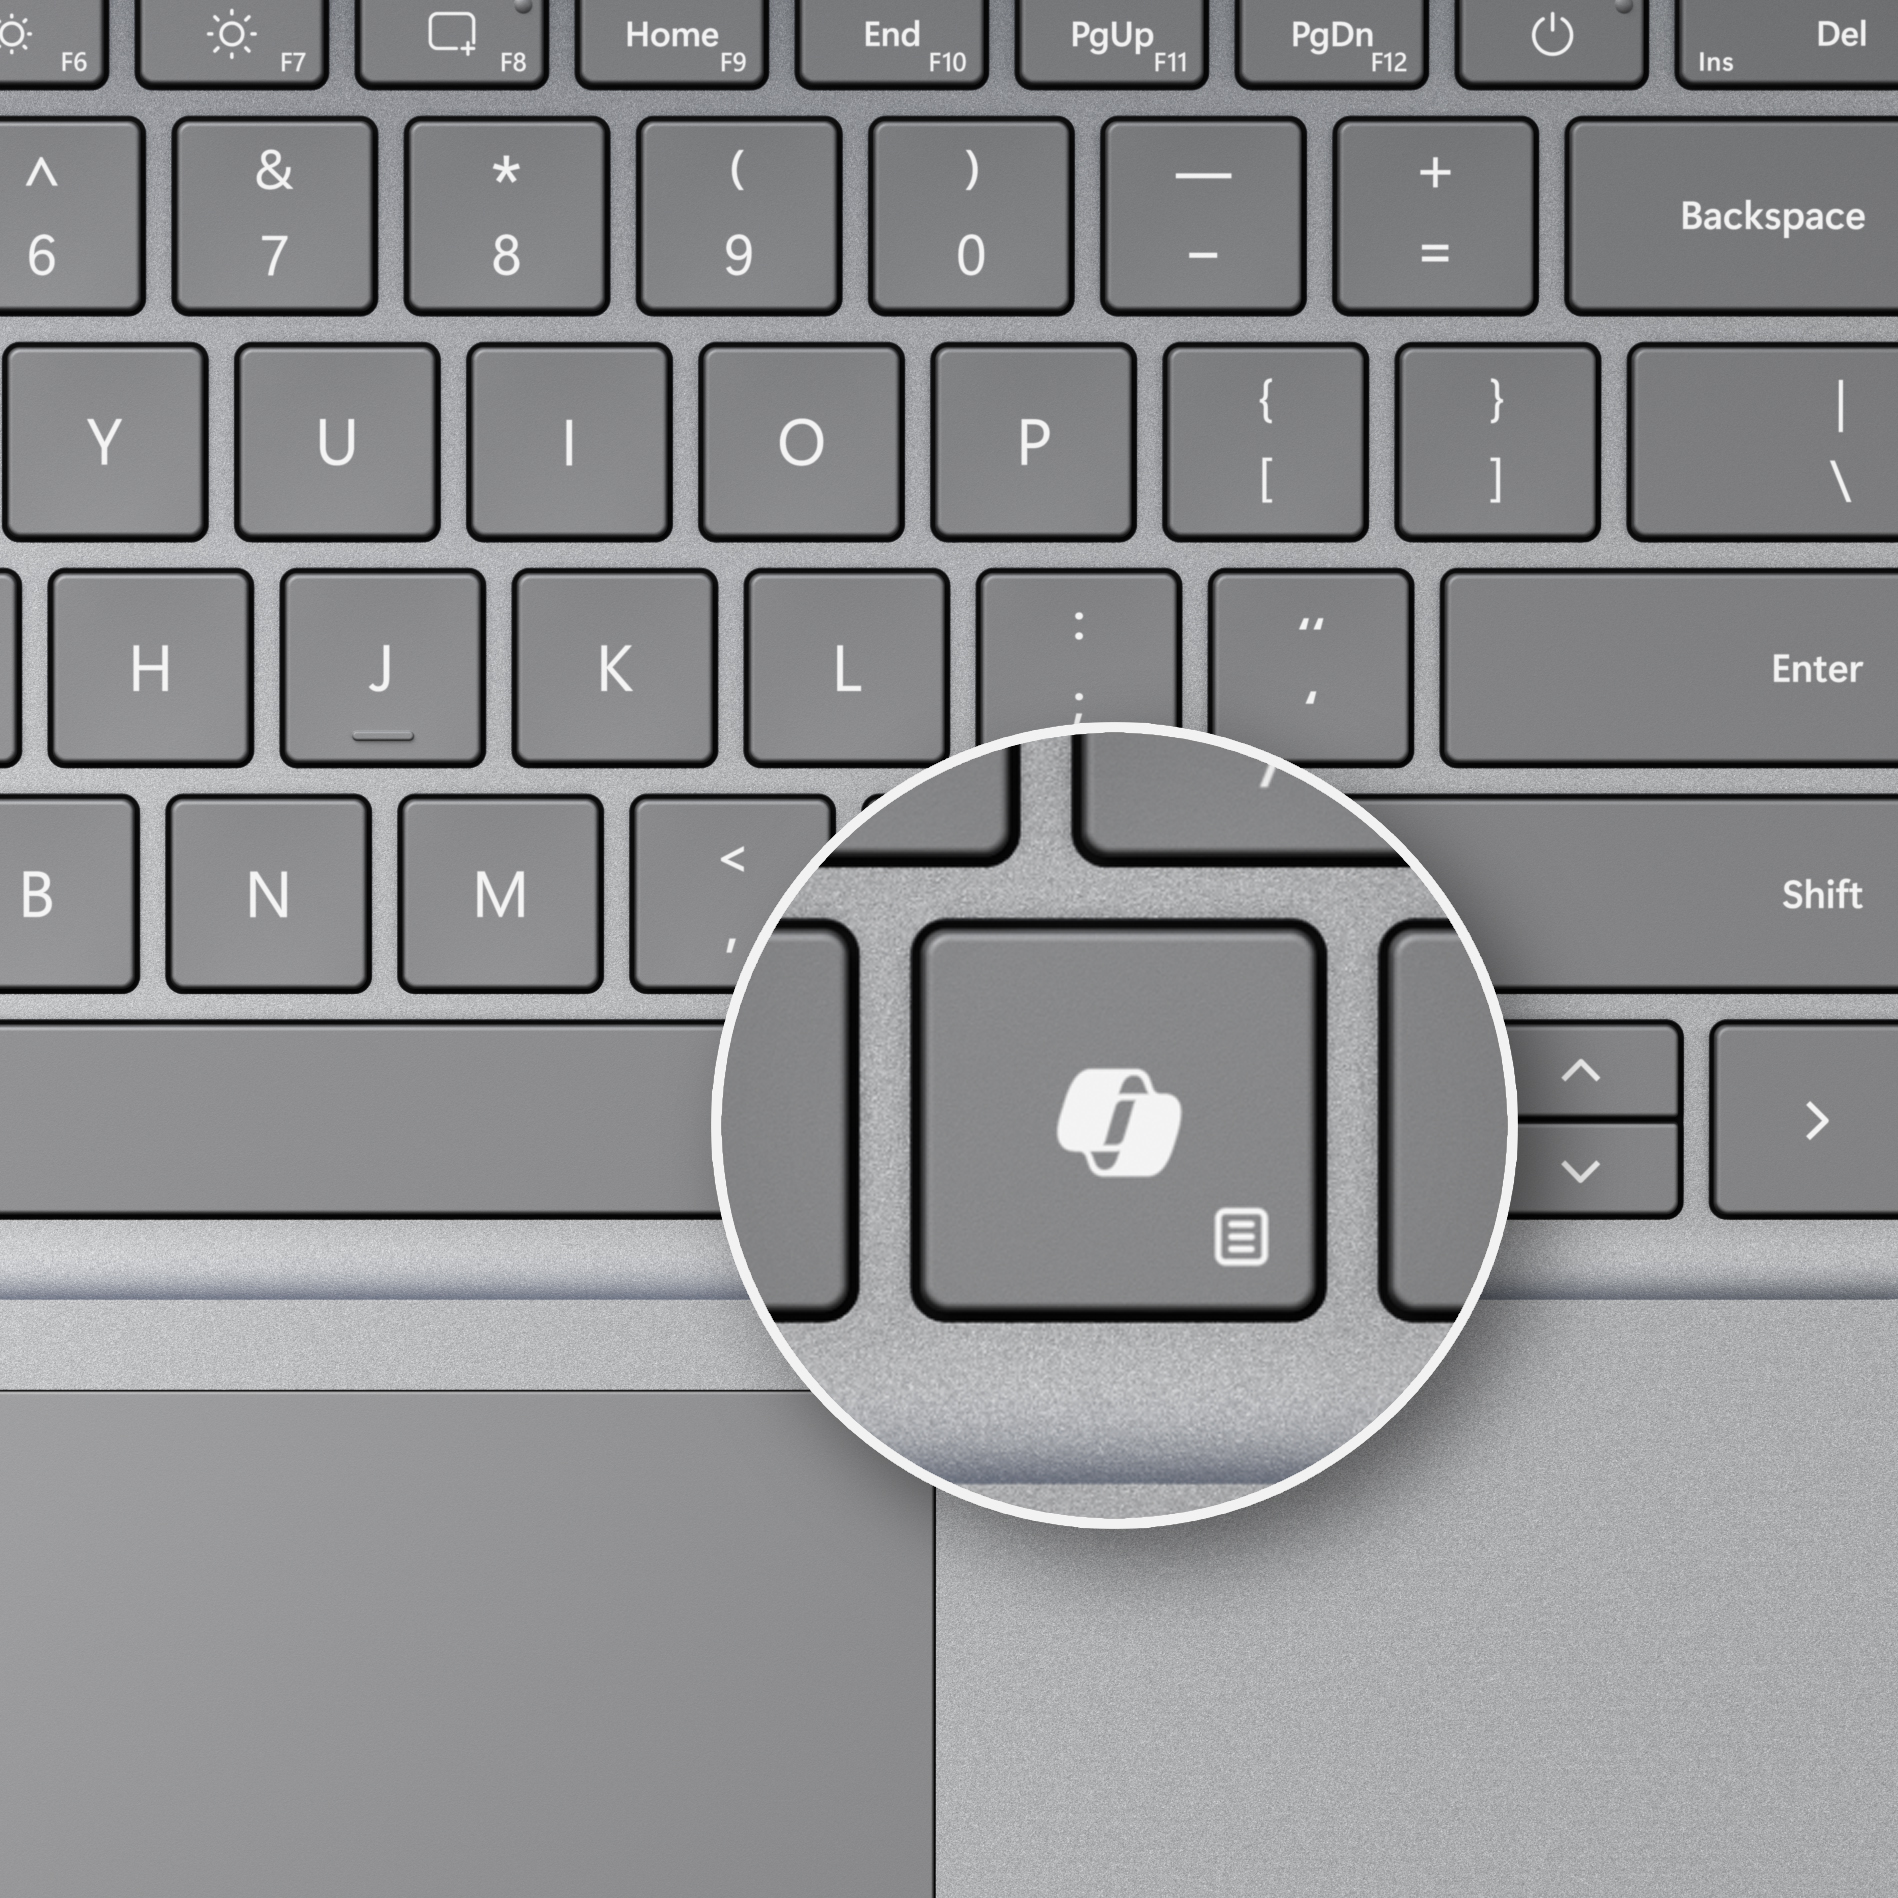 F6 F7 F8 Home F9 End F10 PgUp F11 PgDn F12 Ins Del
^ & * ( ) — +
6 7 8 9 0 – = Backspace
Y U I O P { [ } ] | \
H J K L : ; “ ‘ Enter
B N M < , Shift